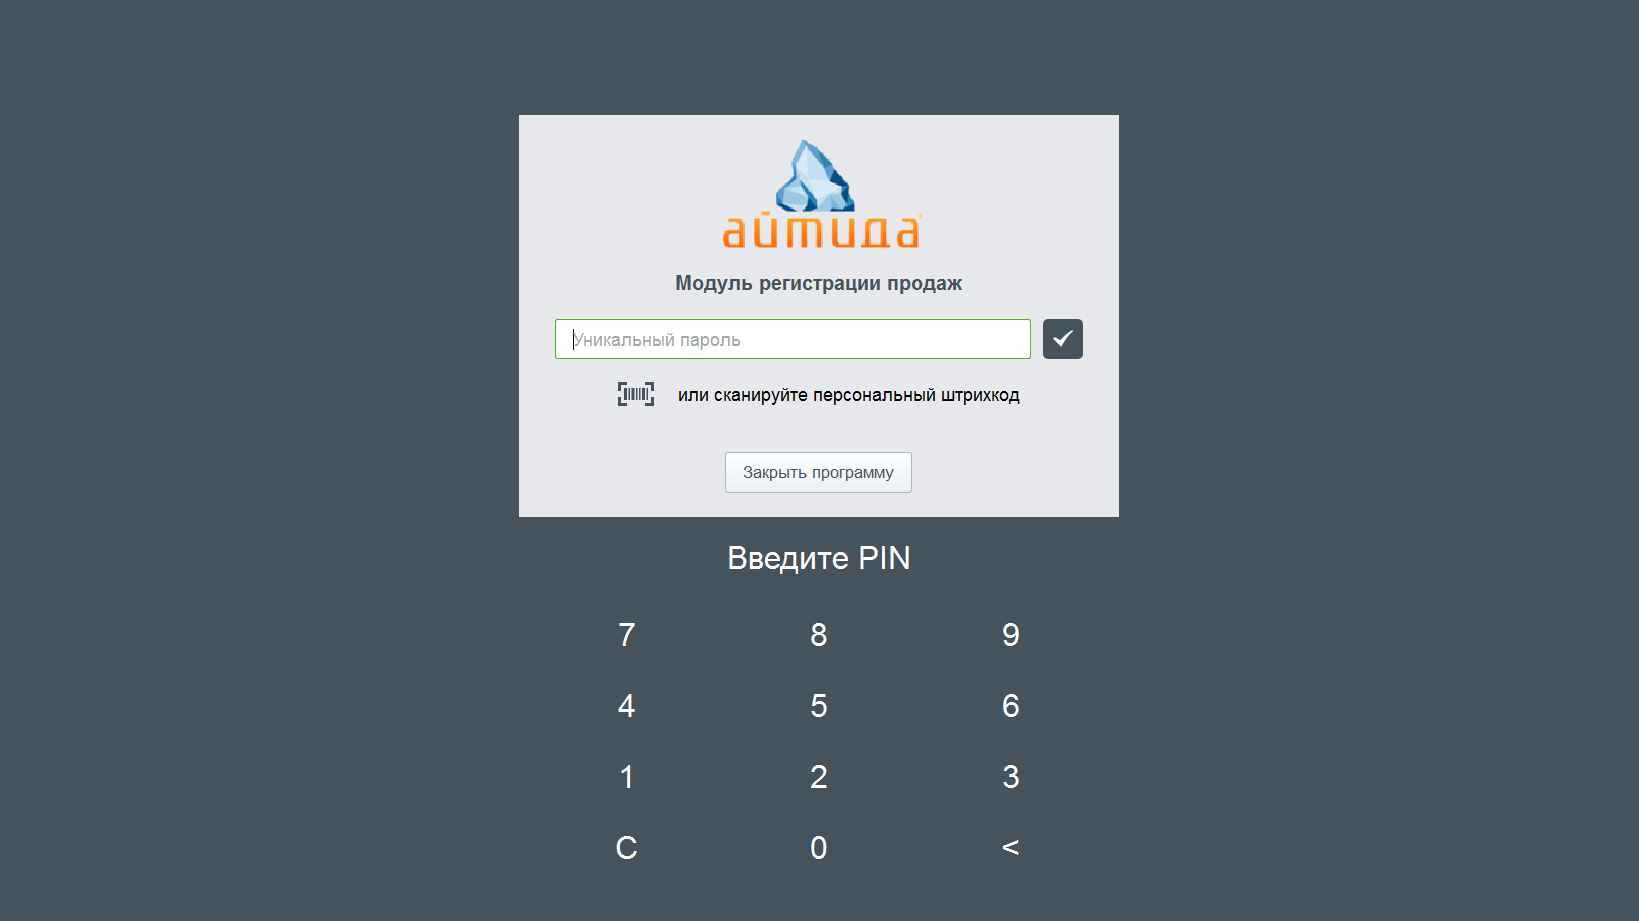 айтида
Модуль регистрации продаж
Уникальный пароль
или сканируйте персональный штрихкод
Закрыть программу
Введите PIN
7 8 9
4 5 6
1 2 3
C 0 <